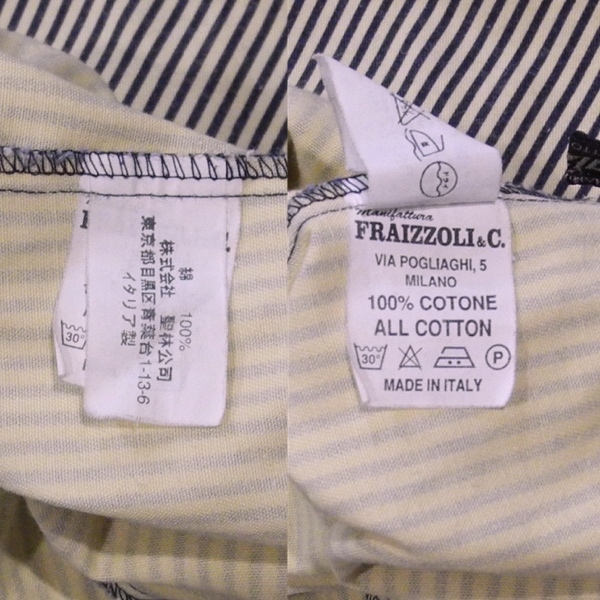 綿 100%
株式会社 聖林公司
東京都目黒区青葉台1-13-6
イタリア製
30°
Manifattura
FRAIZZOLI & C.
VIA POGLIAGHI, 5
MILANO
100% COTONE
ALL COTTON
30° P
MADE IN ITALY